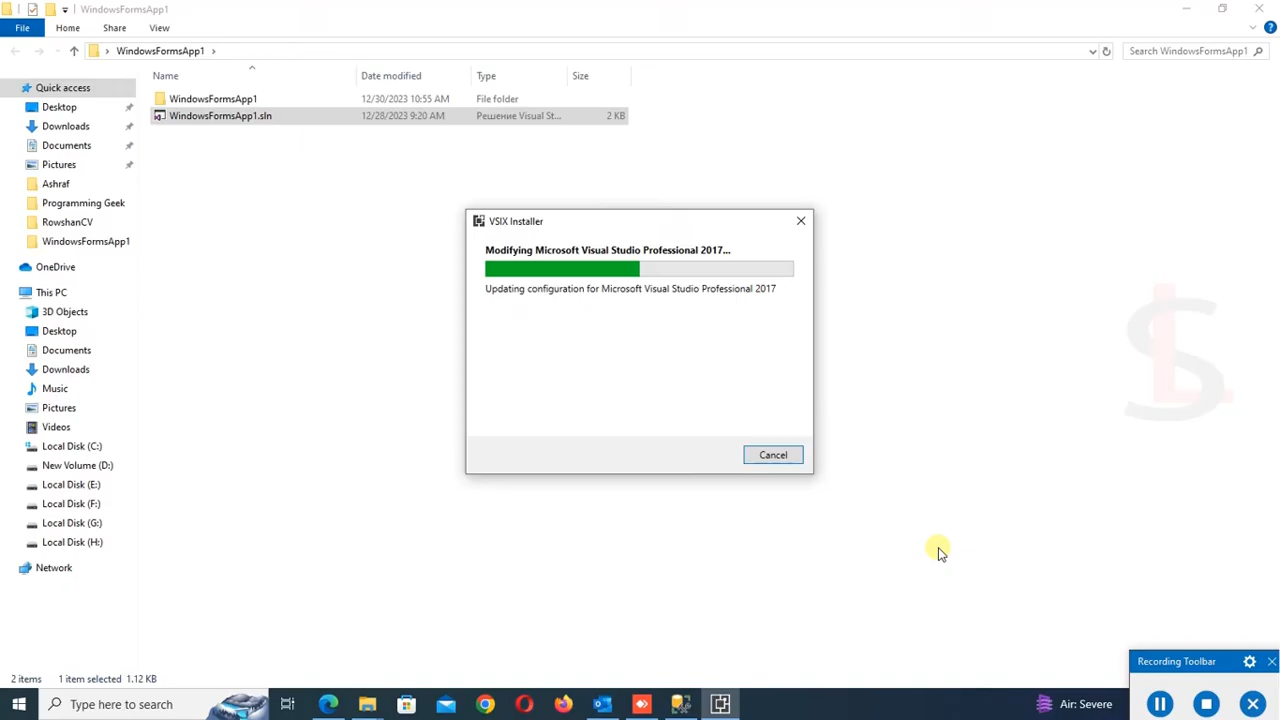 WindowsFormsApp1
File Home Share View
WindowsFormsApp1
Search WindowsFormsApp1
Name Date modified Type Size
WindowsFormsApp1 12/30/2023 10:55 AM File folder
WindowsFormsApp1.sln 12/28/2023 9:20 AM Решение Visual St... 2 KB
Quick access
Desktop
Downloads
Documents
Pictures
Ashraf
Programming Geek
RowshanCV
WindowsFormsApp1
OneDrive
This PC
3D Objects
Desktop
Documents
Downloads
Music
Pictures
Videos
Local Disk (C:)
New Volume (D:)
Local Disk (E:)
Local Disk (F:)
Local Disk (G:)
Local Disk (H:)
Network
VSIX Installer
Modifying Microsoft Visual Studio Professional 2017...
Updating configuration for Microsoft Visual Studio Professional 2017
Cancel
2 items 1 item selected 1.12 KB
Recording Toolbar
Type here to search
Air: Severe